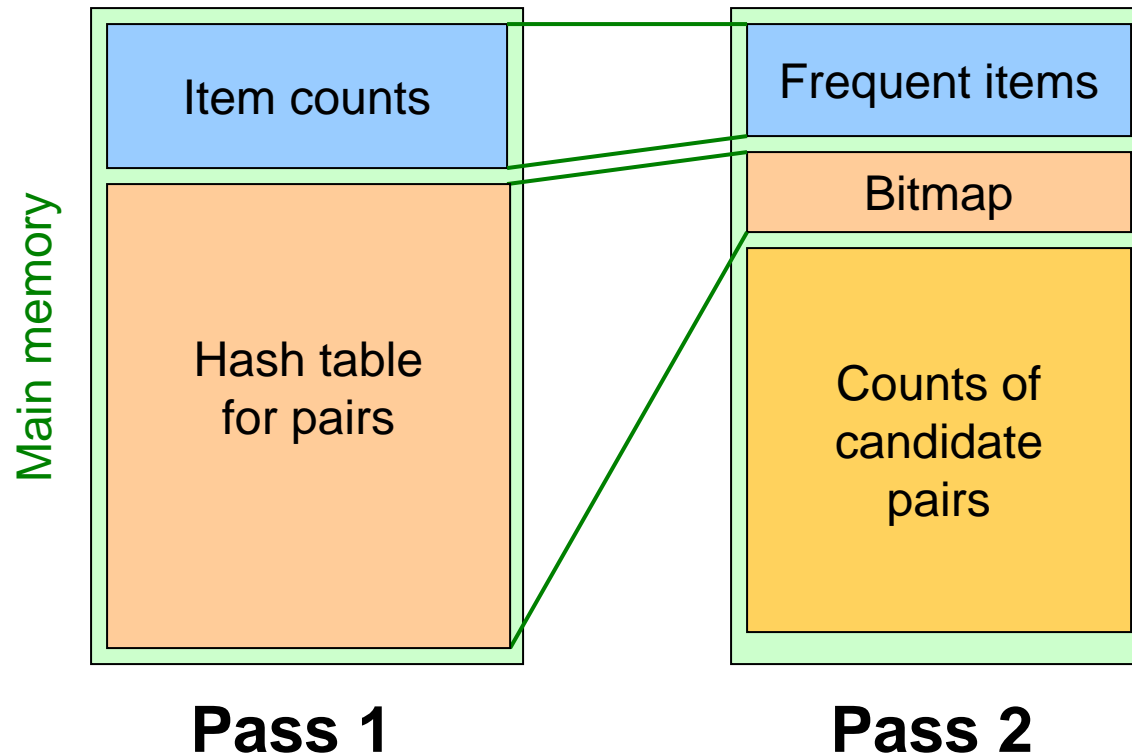 Main memory
Item counts
Hash table
for pairs
Pass 1
Frequent items
Bitmap
Counts of
candidate
pairs
Pass 2